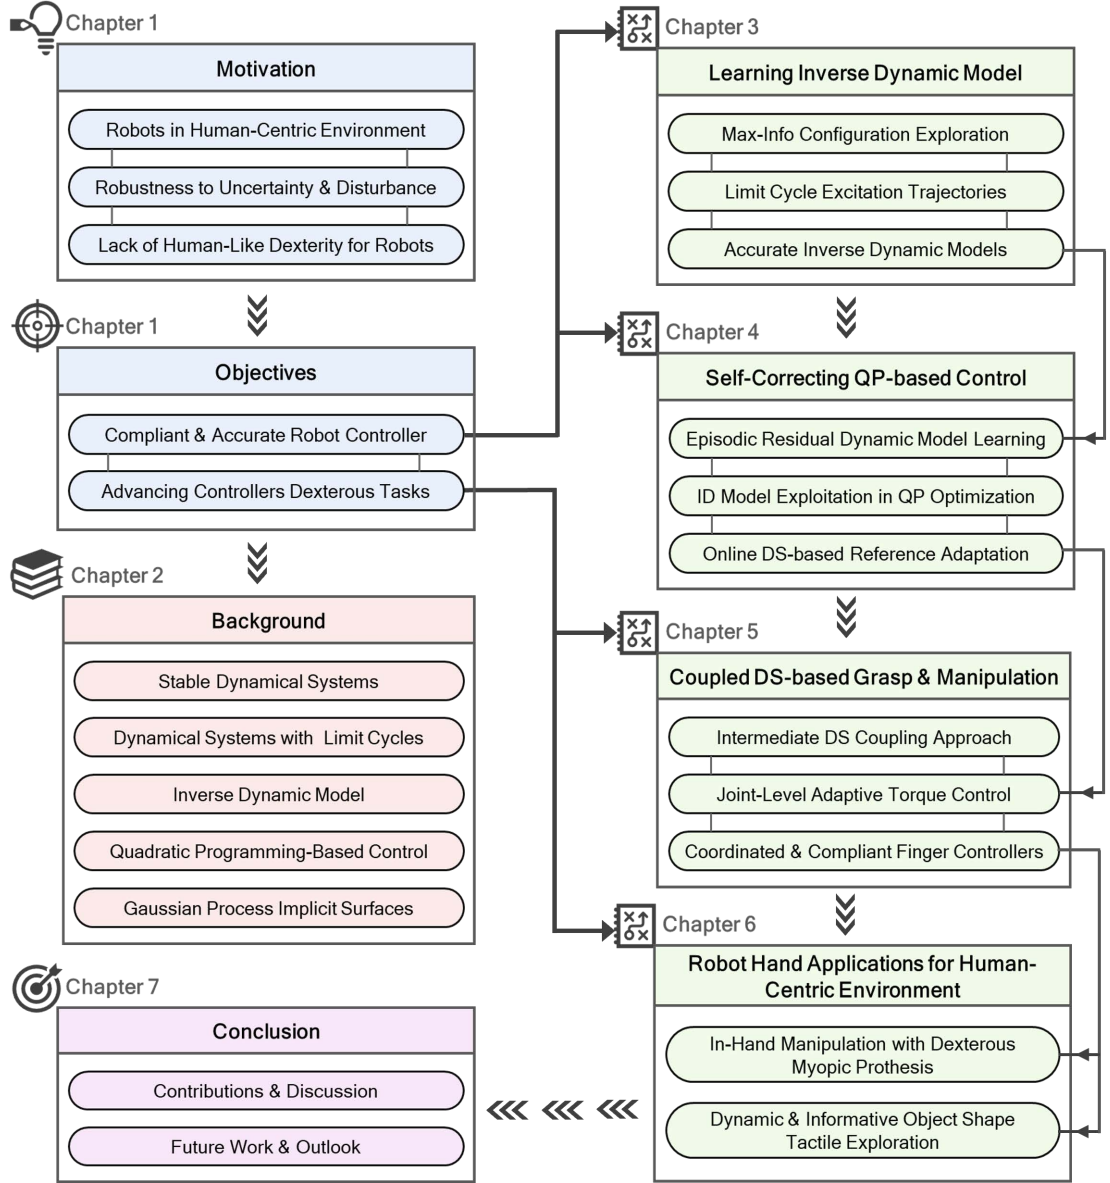 Chapter 1
Motivation
Robots in Human-Centric Environment
Robustness to Uncertainty & Disturbance
Lack of Human-Like Dexterity for Robots
Chapter 1
Objectives
Compliant & Accurate Robot Controller
Advancing Controllers Dexterous Tasks
Chapter 2
Background
Stable Dynamical Systems
Dynamical Systems with Limit Cycles
Inverse Dynamic Model
Quadratic Programming-Based Control
Gaussian Process Implicit Surfaces
Chapter 3
Learning Inverse Dynamic Model
Max-Info Configuration Exploration
Limit Cycle Excitation Trajectories
Accurate Inverse Dynamic Models
Chapter 4
Self-Correcting QP-based Control
Episodic Residual Dynamic Model Learning
ID Model Exploitation in QP Optimization
Online DS-based Reference Adaptation
Chapter 5
Coupled DS-based Grasp & Manipulation
Intermediate DS Coupling Approach
Joint-Level Adaptive Torque Control
Coordinated & Compliant Finger Controllers
Chapter 6
Robot Hand Applications for Human-
Centric Environment
In-Hand Manipulation with Dexterous
Myopic Prothesis
Dynamic & Informative Object Shape
Tactile Exploration
Chapter 7
Conclusion
Contributions & Discussion
Future Work & Outlook